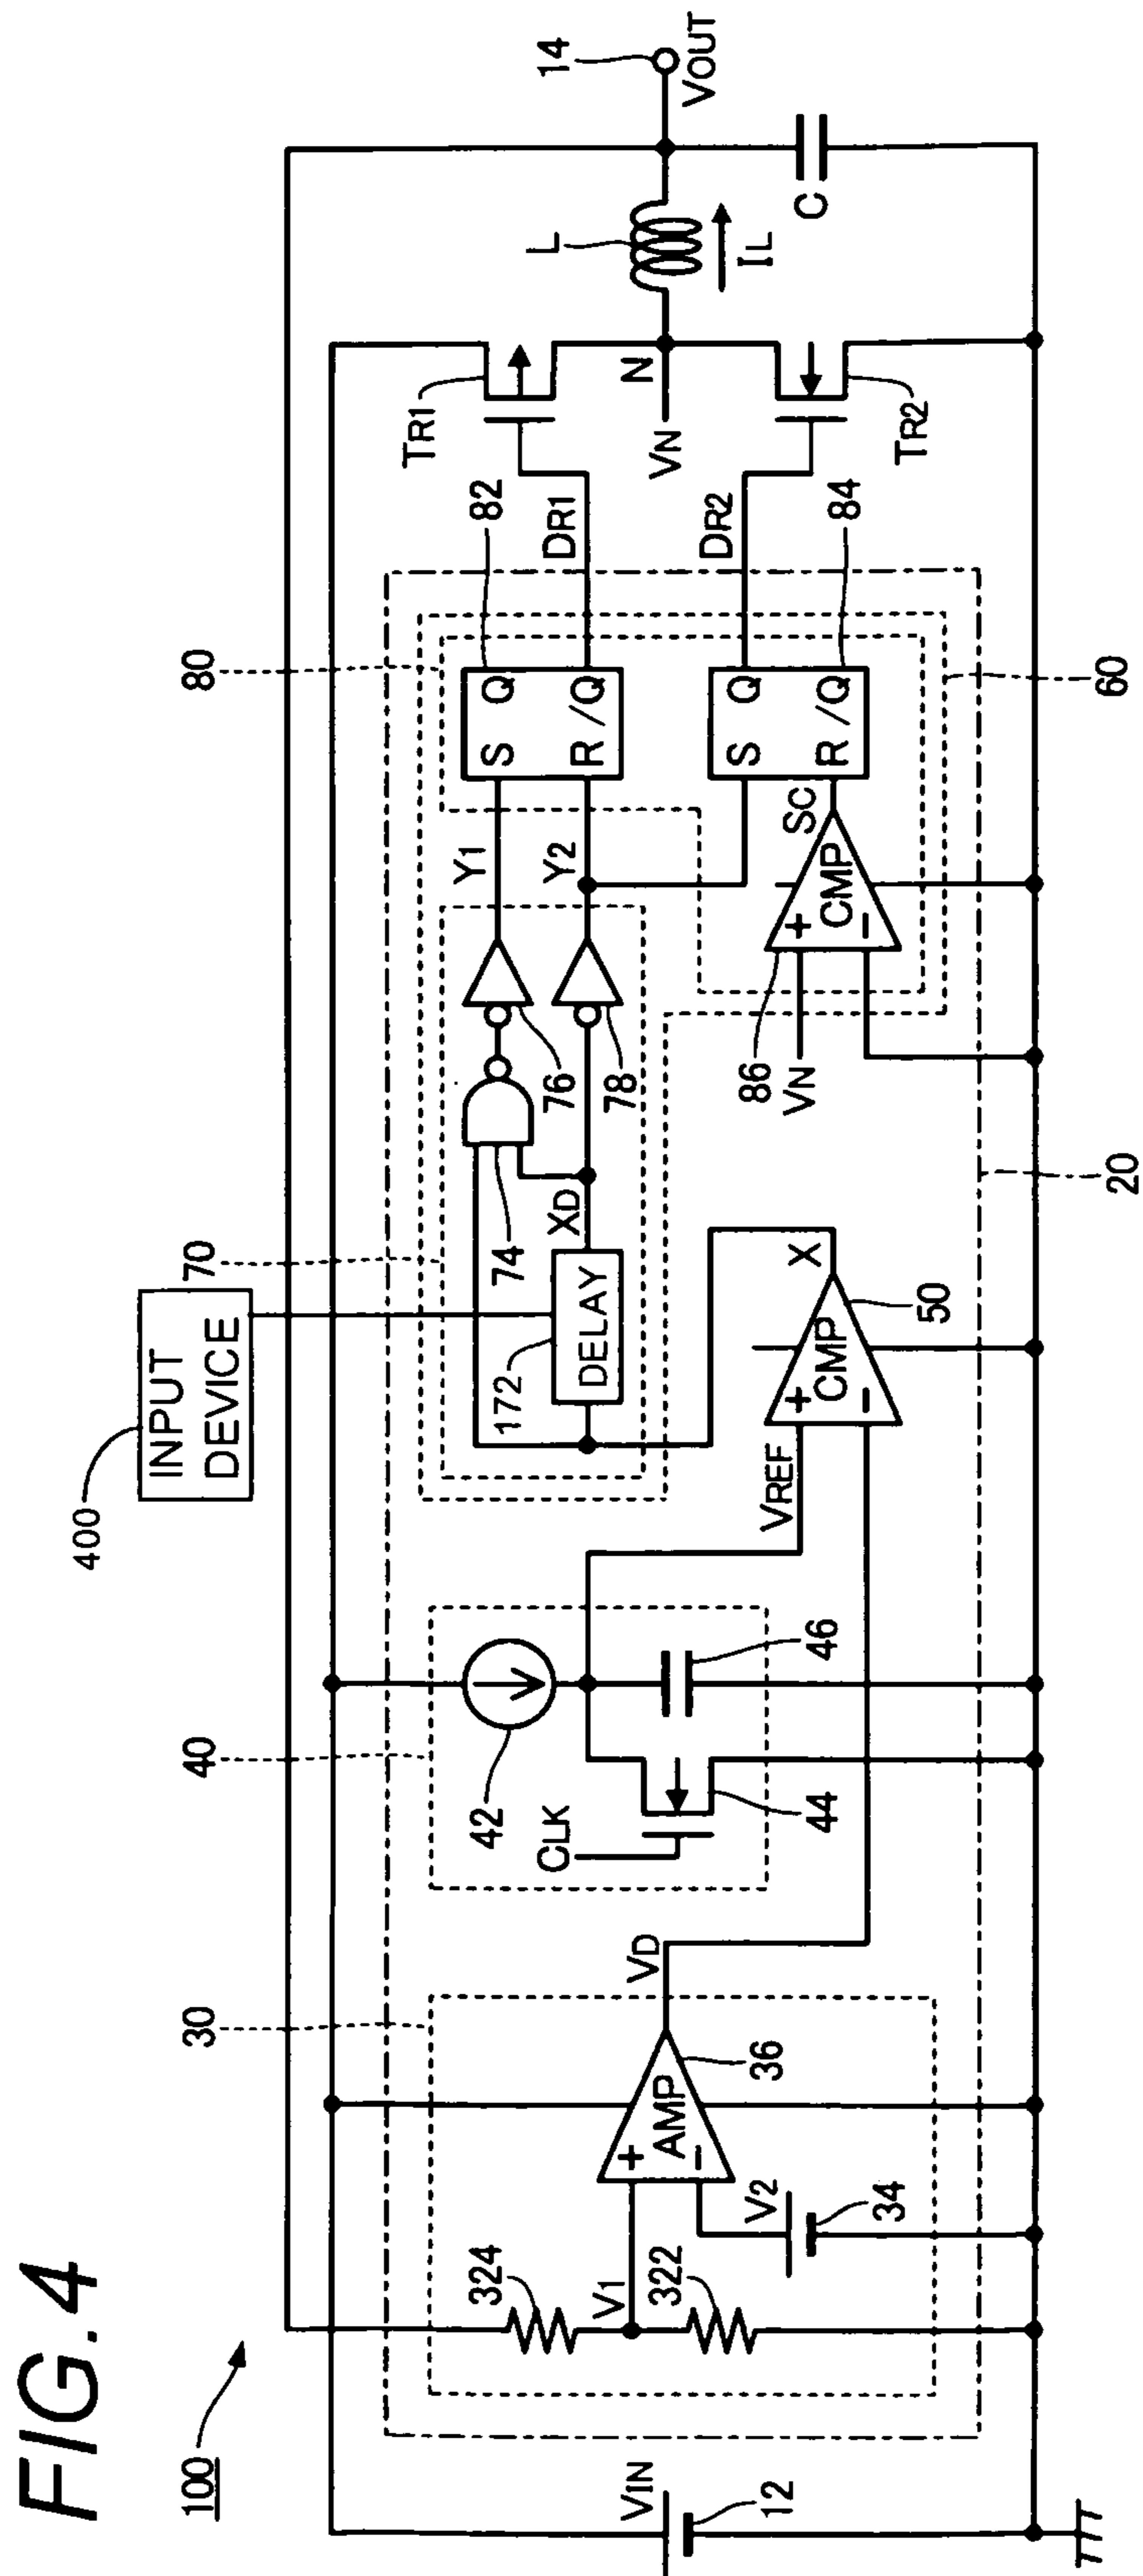 FIG. 4
100
400
INPUT
DEVICE
14
VOUT
L
IL
C
TR1
N
VN
TR2
80
82
DR1
DR2
84
60
S Q
R /Q
S Q
R /Q
Y1
Y2
SC
CMP
+
−
86
VN
76
78
74
70
XD
DELAY
172
20
X
50
CMP
+
−
VREF
40
42
46
44
CLK
30
VD
36
AMP
+
−
V2
34
324
V1
322
VIN
12